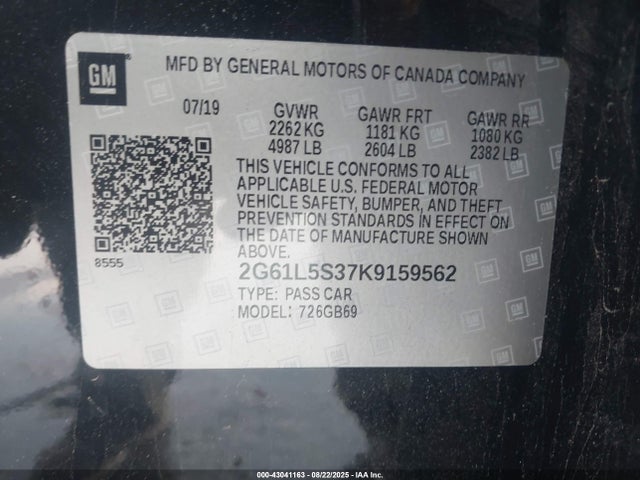 GM
MFD BY GENERAL MOTORS OF CANADA COMPANY
07/19 GVWR GAWR FRT GAWR RR
2262 KG 1181 KG 1080 KG
4987 LB 2604 LB 2382 LB
THIS VEHICLE CONFORMS TO ALL
APPLICABLE U.S. FEDERAL MOTOR
VEHICLE SAFETY, BUMPER, AND THEFT
PREVENTION STANDARDS IN EFFECT ON
THE DATE OF MANUFACTURE SHOWN
ABOVE.
8555
2G61L5S37K9159562
TYPE: PASS CAR
MODEL: 726GB69
000-43041163 - 08/22/2025 - IAA Inc.